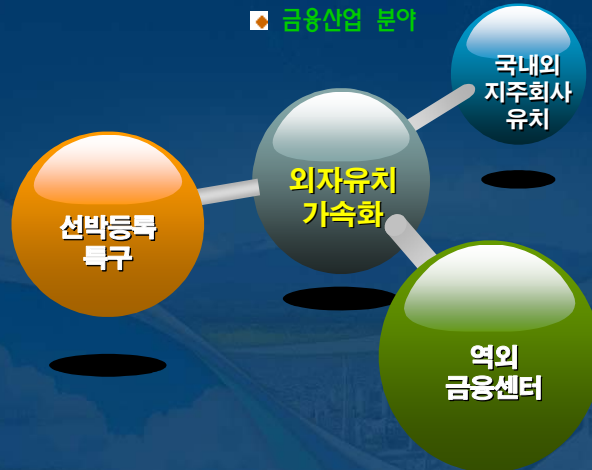 금융산업 분야
국내외
지주회사
유치
외자유치
가속화
선박등록
특구
역외
금융센터